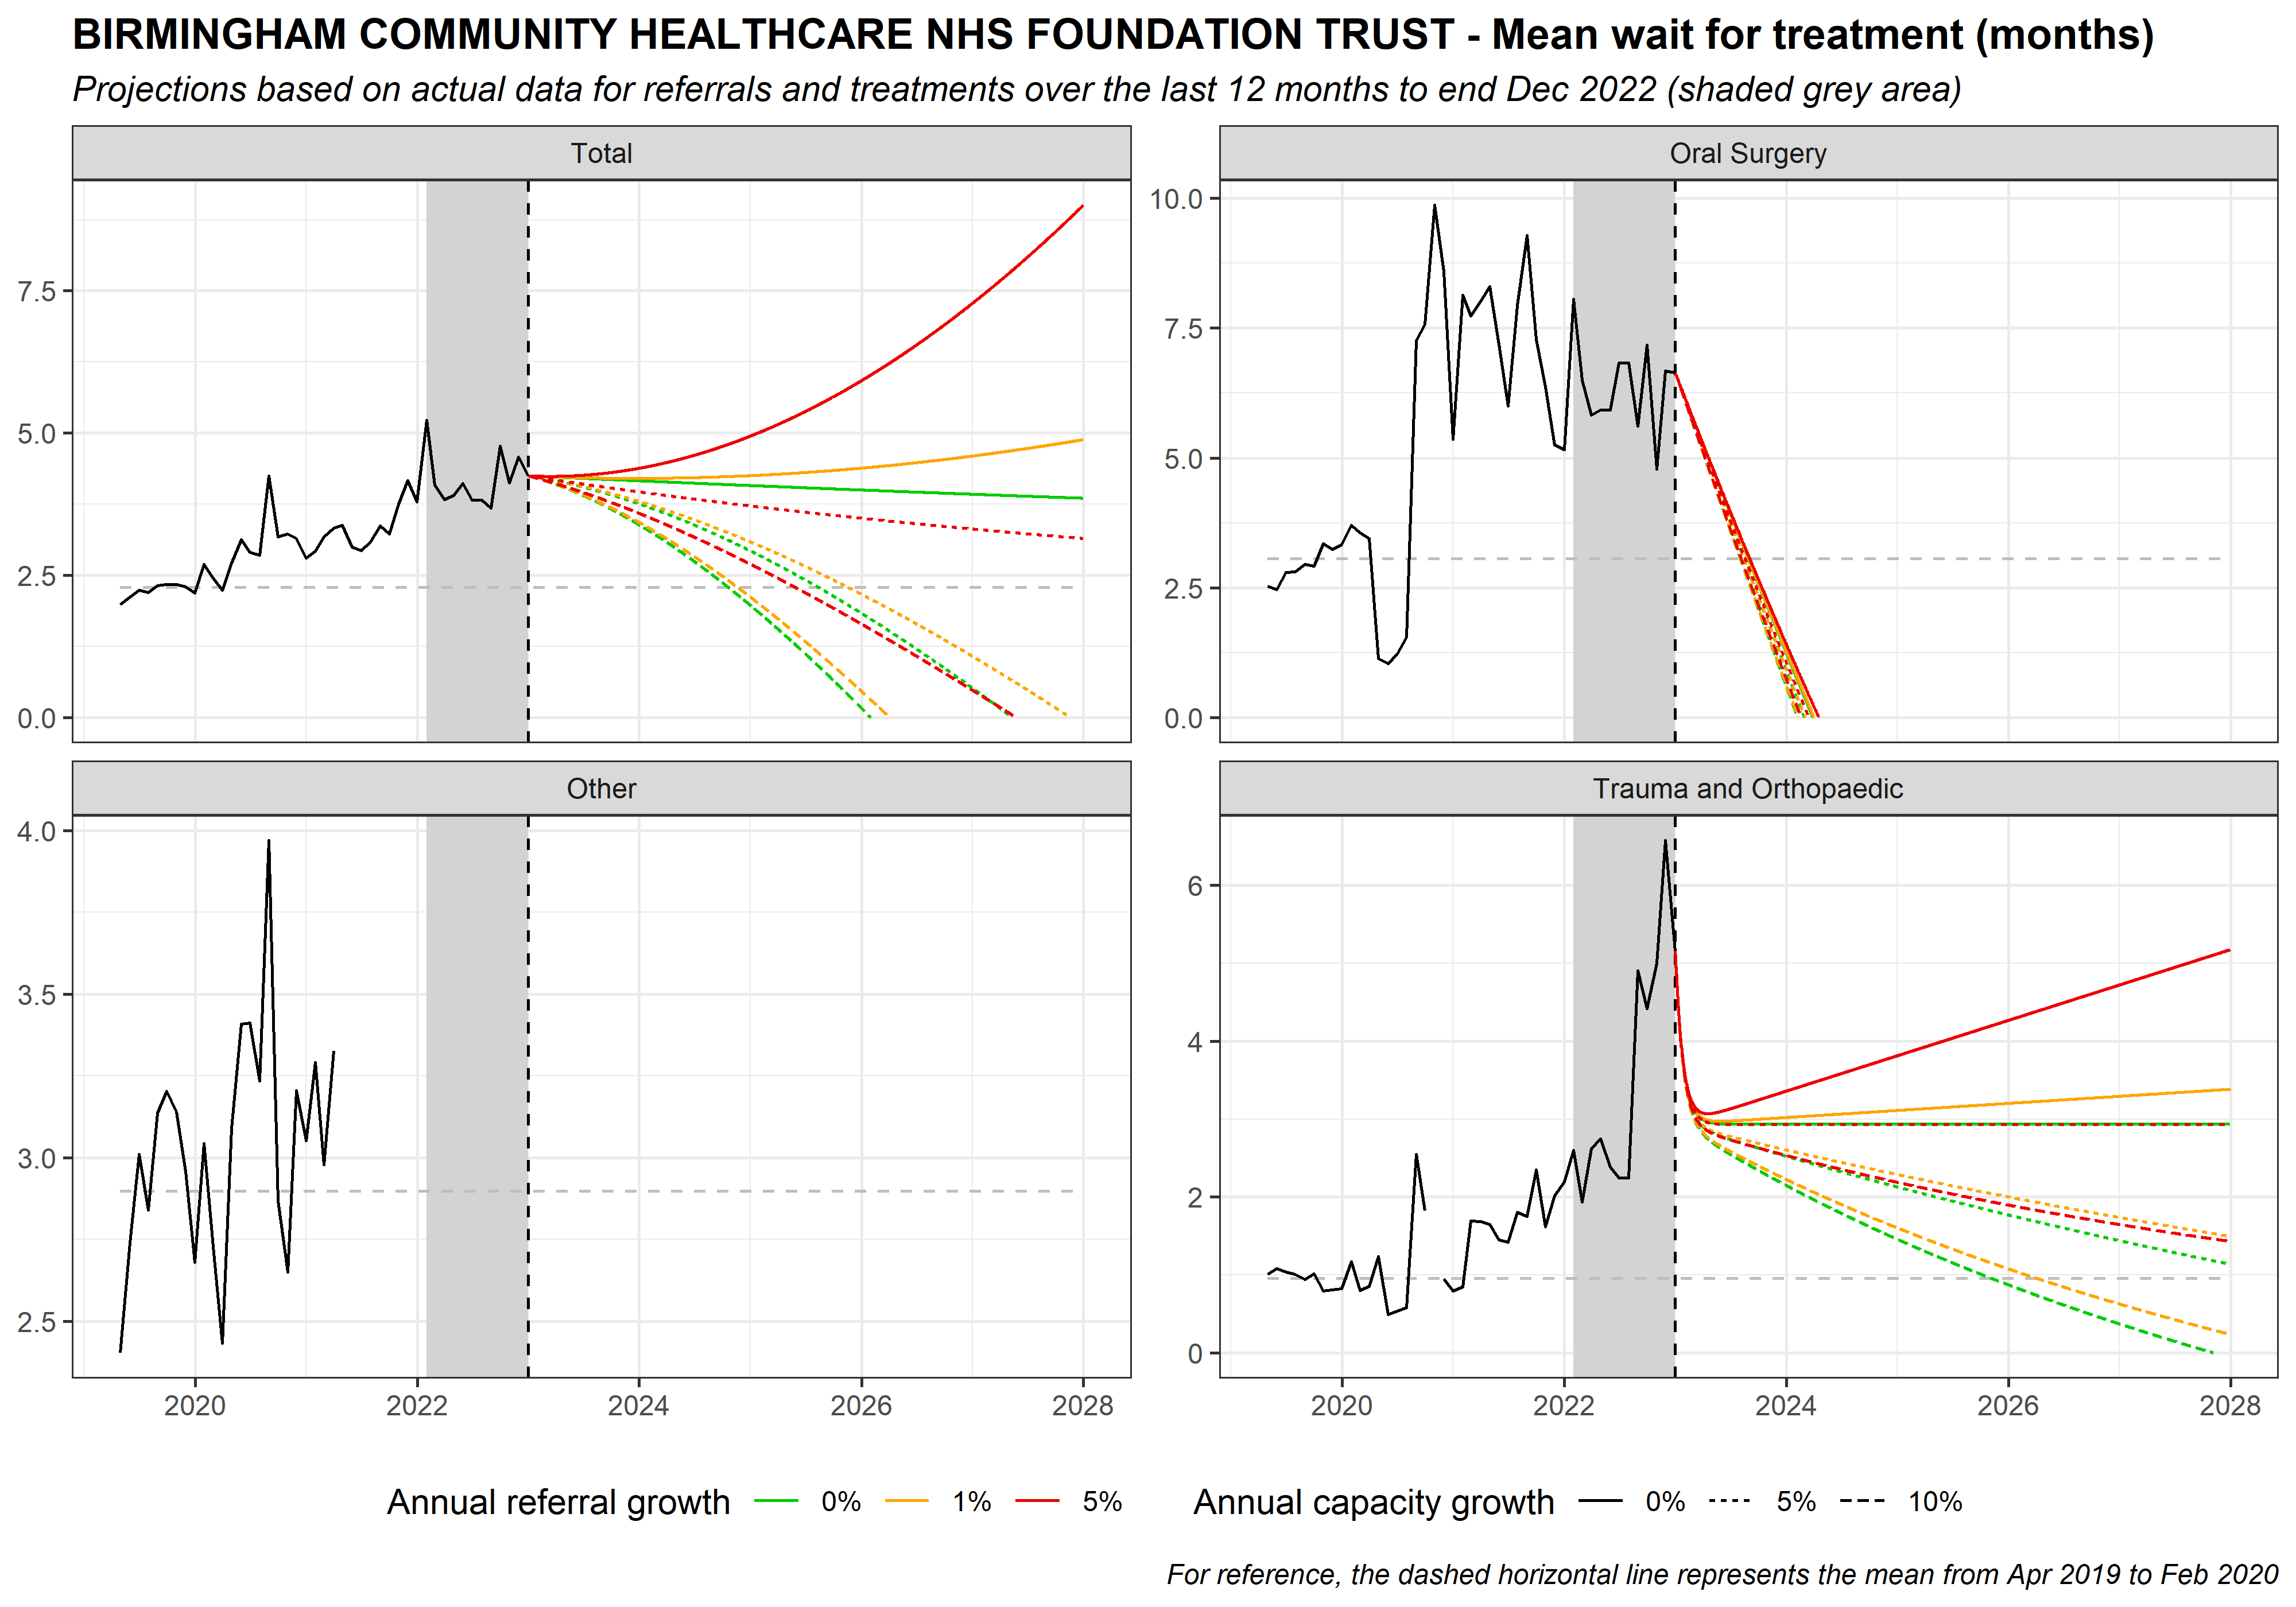 BIRMINGHAM COMMUNITY HEALTHCARE NHS FOUNDATION TRUST - Mean wait for treatment (months)
Projections based on actual data for referrals and treatments over the last 12 months to end Dec 2022 (shaded grey area)
Total
7.5
5.0
2.5
0.0
Oral Surgery
10.0
7.5
5.0
2.5
0.0
Other
4.0
3.5
3.0
2.5
2020 2022 2024 2026 2028
Trauma and Orthopaedic
6
4
2
0
2020 2022 2024 2026 2028
Annual referral growth 0% 1% 5%
Annual capacity growth 0% 5% 10%
For reference, the dashed horizontal line represents the mean from Apr 2019 to Feb 2020